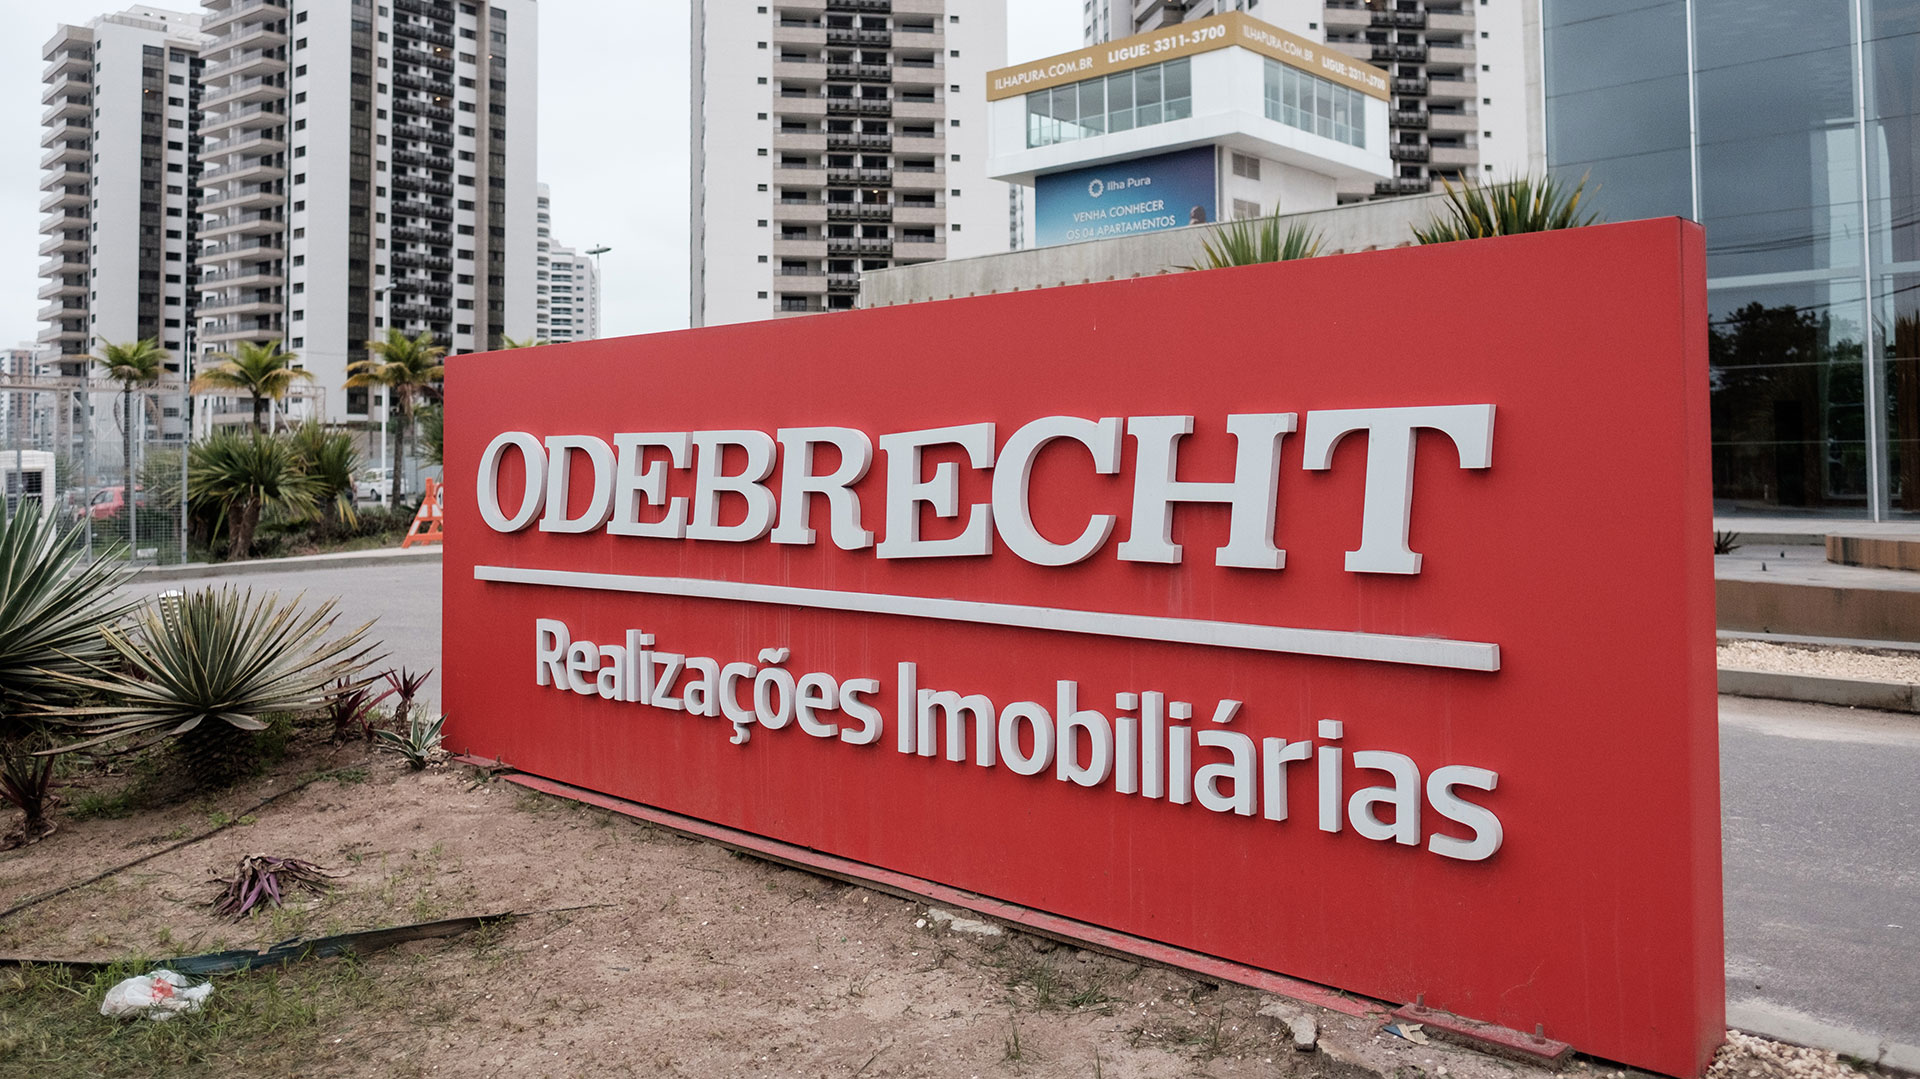 ILHAPURA.COM.BR LIGUE: 3311-3700
ILHAPURA.COM.BR LIGUE: 3311-3700
Ilha Pura
VENHA CONHECER
OS 04 APARTAMENTOS
ODEBRECHT
Realizações Imobiliárias